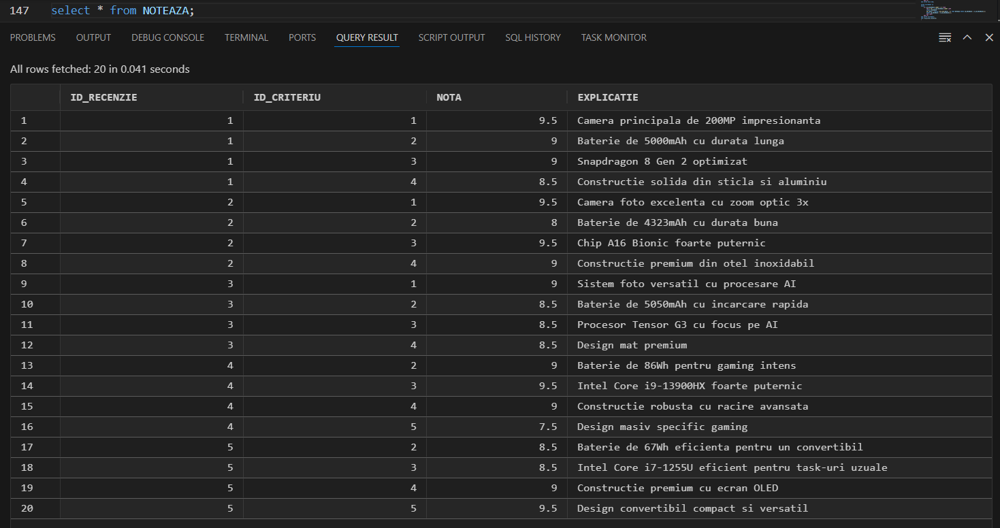 147 select * from NOTEAZA;
PROBLEMS OUTPUT DEBUG CONSOLE TERMINAL PORTS QUERY RESULT SCRIPT OUTPUT SQL HISTORY TASK MONITOR
All rows fetched: 20 in 0.041 seconds
ID_RECENZIE ID_CRITERIU NOTA EXPLICATIE
1 1 1 9.5 Camera principala de 200MP impresionanta
2 1 2 9 Baterie de 5000mAh cu durata lunga
3 1 3 9 Snapdragon 8 Gen 2 optimizat
4 1 4 8.5 Constructie solida din sticla si aluminiu
5 2 1 9.5 Camera foto excelenta cu zoom optic 3x
6 2 2 8 Baterie de 4323mAh cu durata buna
7 2 3 9.5 Chip A16 Bionic foarte puternic
8 2 4 9 Constructie premium din otel inoxidabil
9 3 1 9 Sistem foto versatil cu procesare AI
10 3 2 8.5 Baterie de 5050mAh cu incarcare rapida
11 3 3 8.5 Procesor Tensor G3 cu focus pe AI
12 3 4 8.5 Design mat premium
13 4 2 9 Baterie de 86Wh pentru gaming intens
14 4 3 9.5 Intel Core i9-13900HX foarte puternic
15 4 4 9 Constructie robusta cu racire avansata
16 4 5 7.5 Design masiv specific gaming
17 5 2 8.5 Baterie de 67Wh eficienta pentru un convertibil
18 5 3 8.5 Intel Core i7-1255U eficient pentru task-uri uzuale
19 5 4 9 Constructie premium cu ecran OLED
20 5 5 9.5 Design convertibil compact si versatil